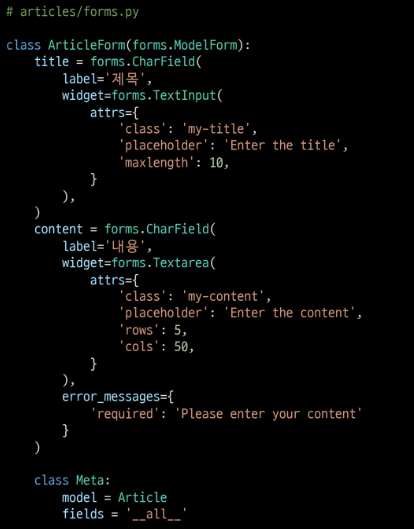 # articles/forms.py

class ArticleForm(forms.ModelForm):
    title = forms.CharField(
        label='제목',
        widget=forms.TextInput(
            attrs={
                'class': 'my-title',
                'placeholder': 'Enter the title',
                'maxlength': 10,
            }
        ),
    )
    content = forms.CharField(
        label='내용',
        widget=forms.Textarea(
            attrs={
                'class': 'my-content',
                'placeholder': 'Enter the content',
                'rows': 5,
                'cols': 50,
            }
        ),
        error_messages={
            'required': 'Please enter your content'
        }
    )

    class Meta:
        model = Article
        fields = '__all__'